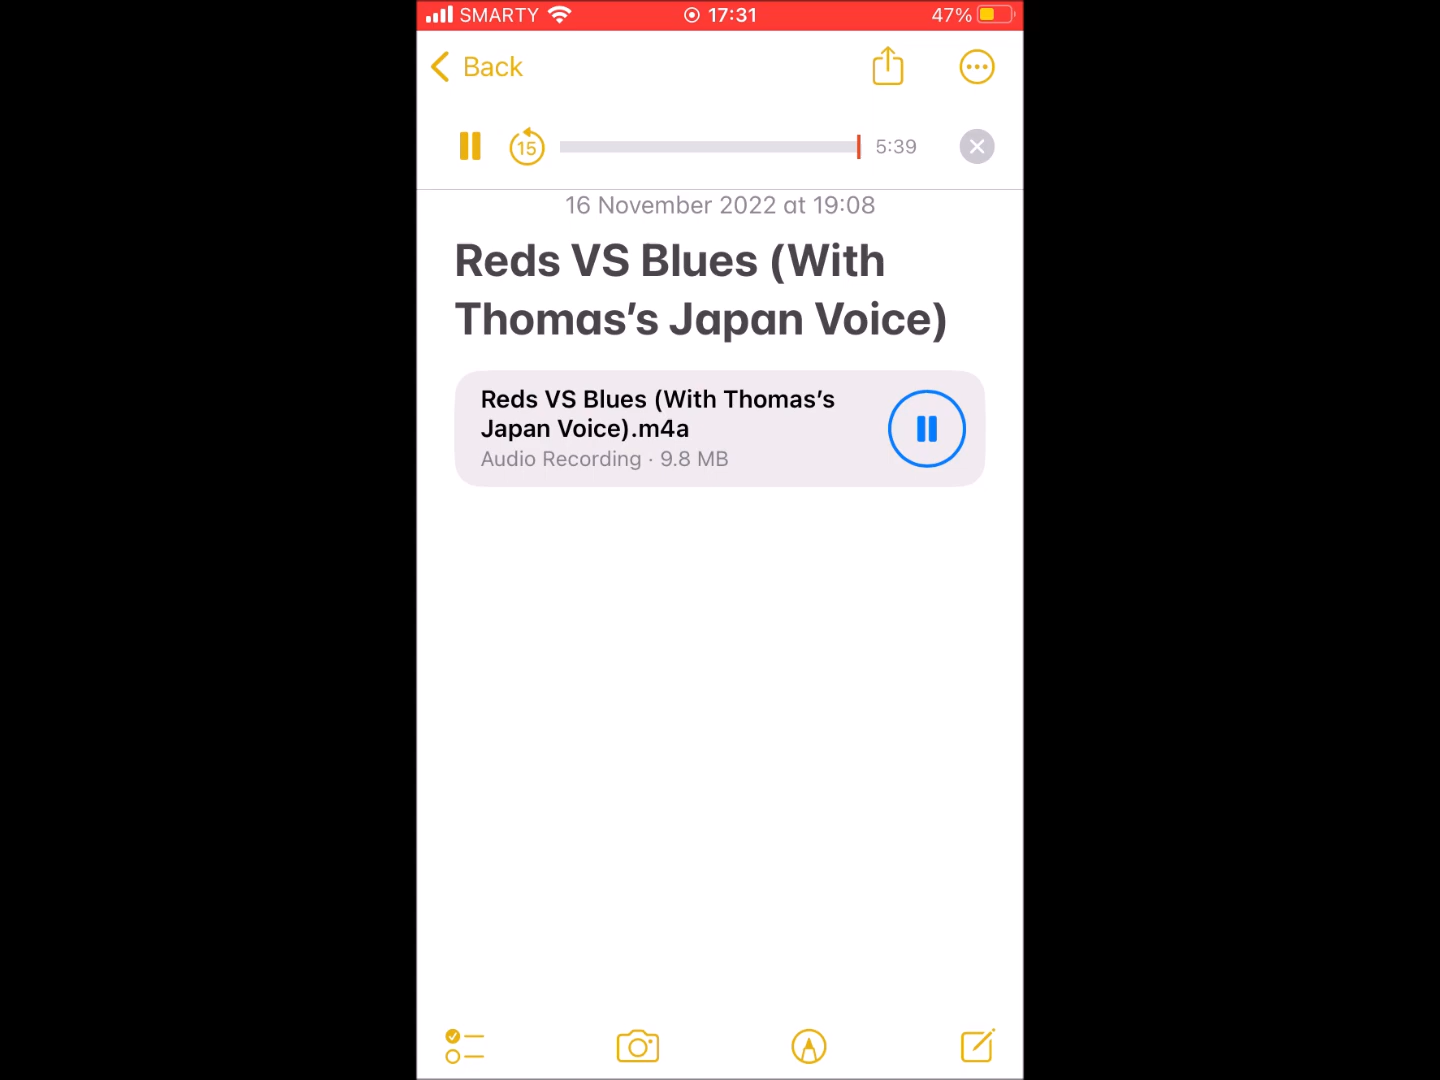 SMARTY 17:31 47%
Back
15 5:39
16 November 2022 at 19:08
Reds VS Blues (With
Thomas’s Japan Voice)
Reds VS Blues (With Thomas’s
Japan Voice).m4a
Audio Recording · 9.8 MB